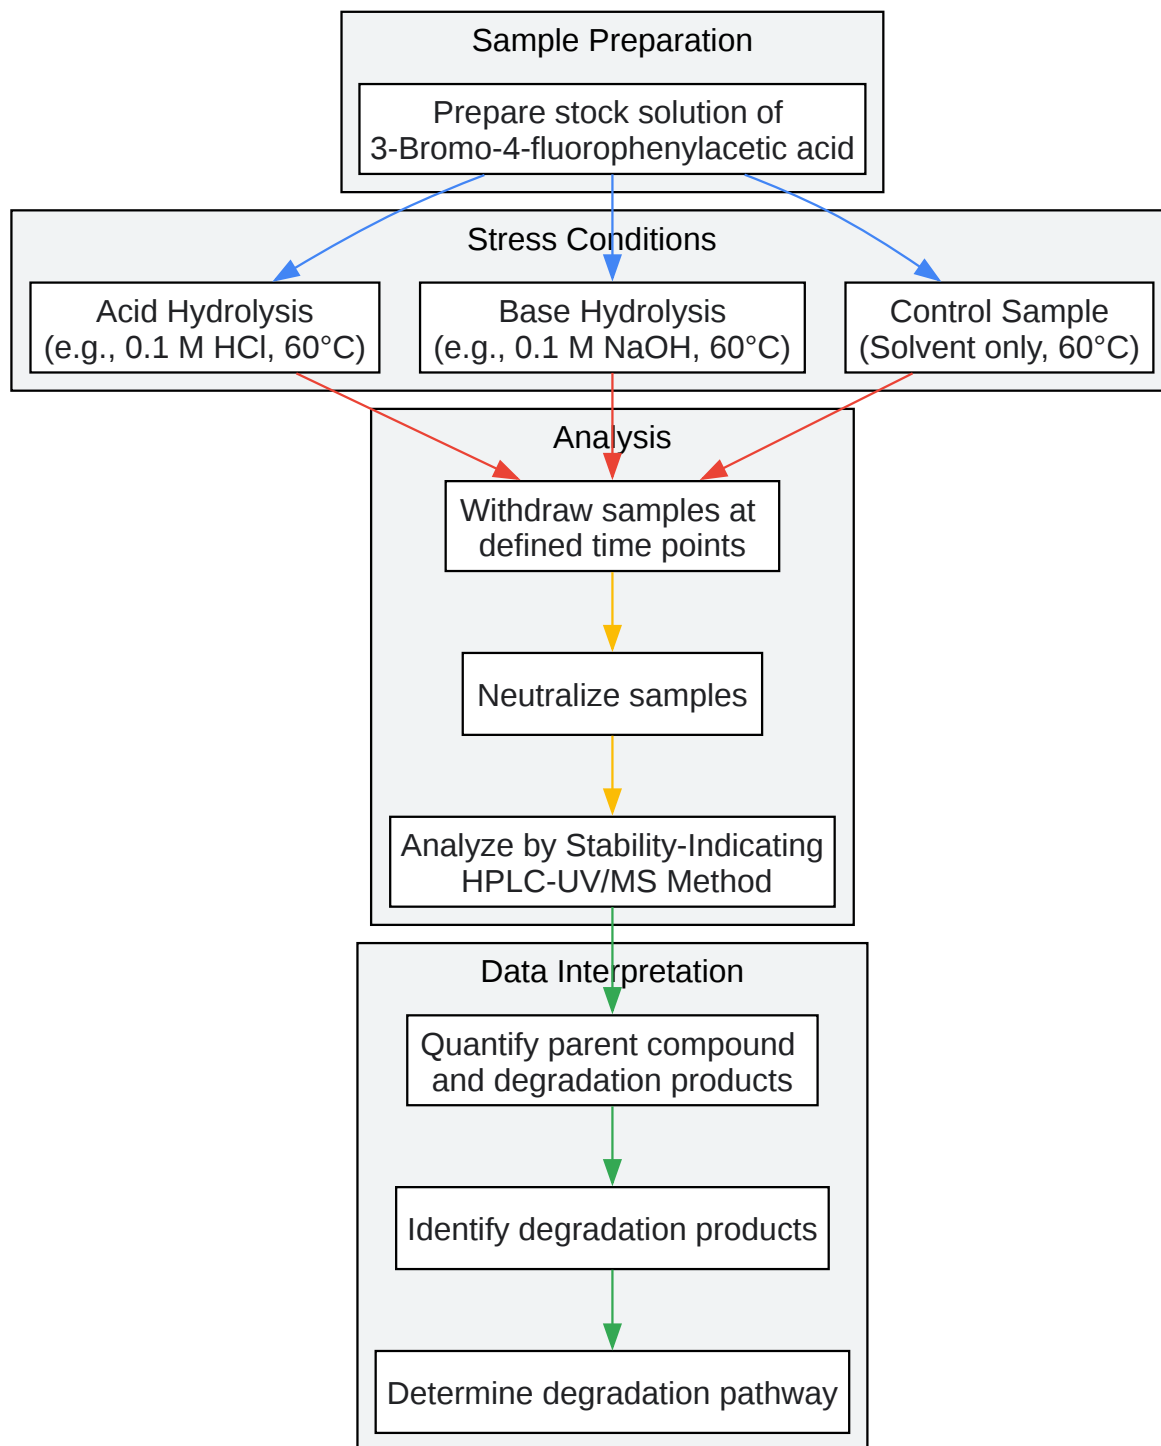 Sample Preparation
Prepare stock solution of
3-Bromo-4-fluorophenylacetic acid
Stress Conditions
Acid Hydrolysis
(e.g., 0.1 M HCl, 60°C)
Base Hydrolysis
(e.g., 0.1 M NaOH, 60°C)
Control Sample
(Solvent only, 60°C)
Analysis
Withdraw samples at
defined time points
Neutralize samples
Analyze by Stability-Indicating
HPLC-UV/MS Method
Data Interpretation
Quantify parent compound
and degradation products
Identify degradation products
Determine degradation pathway